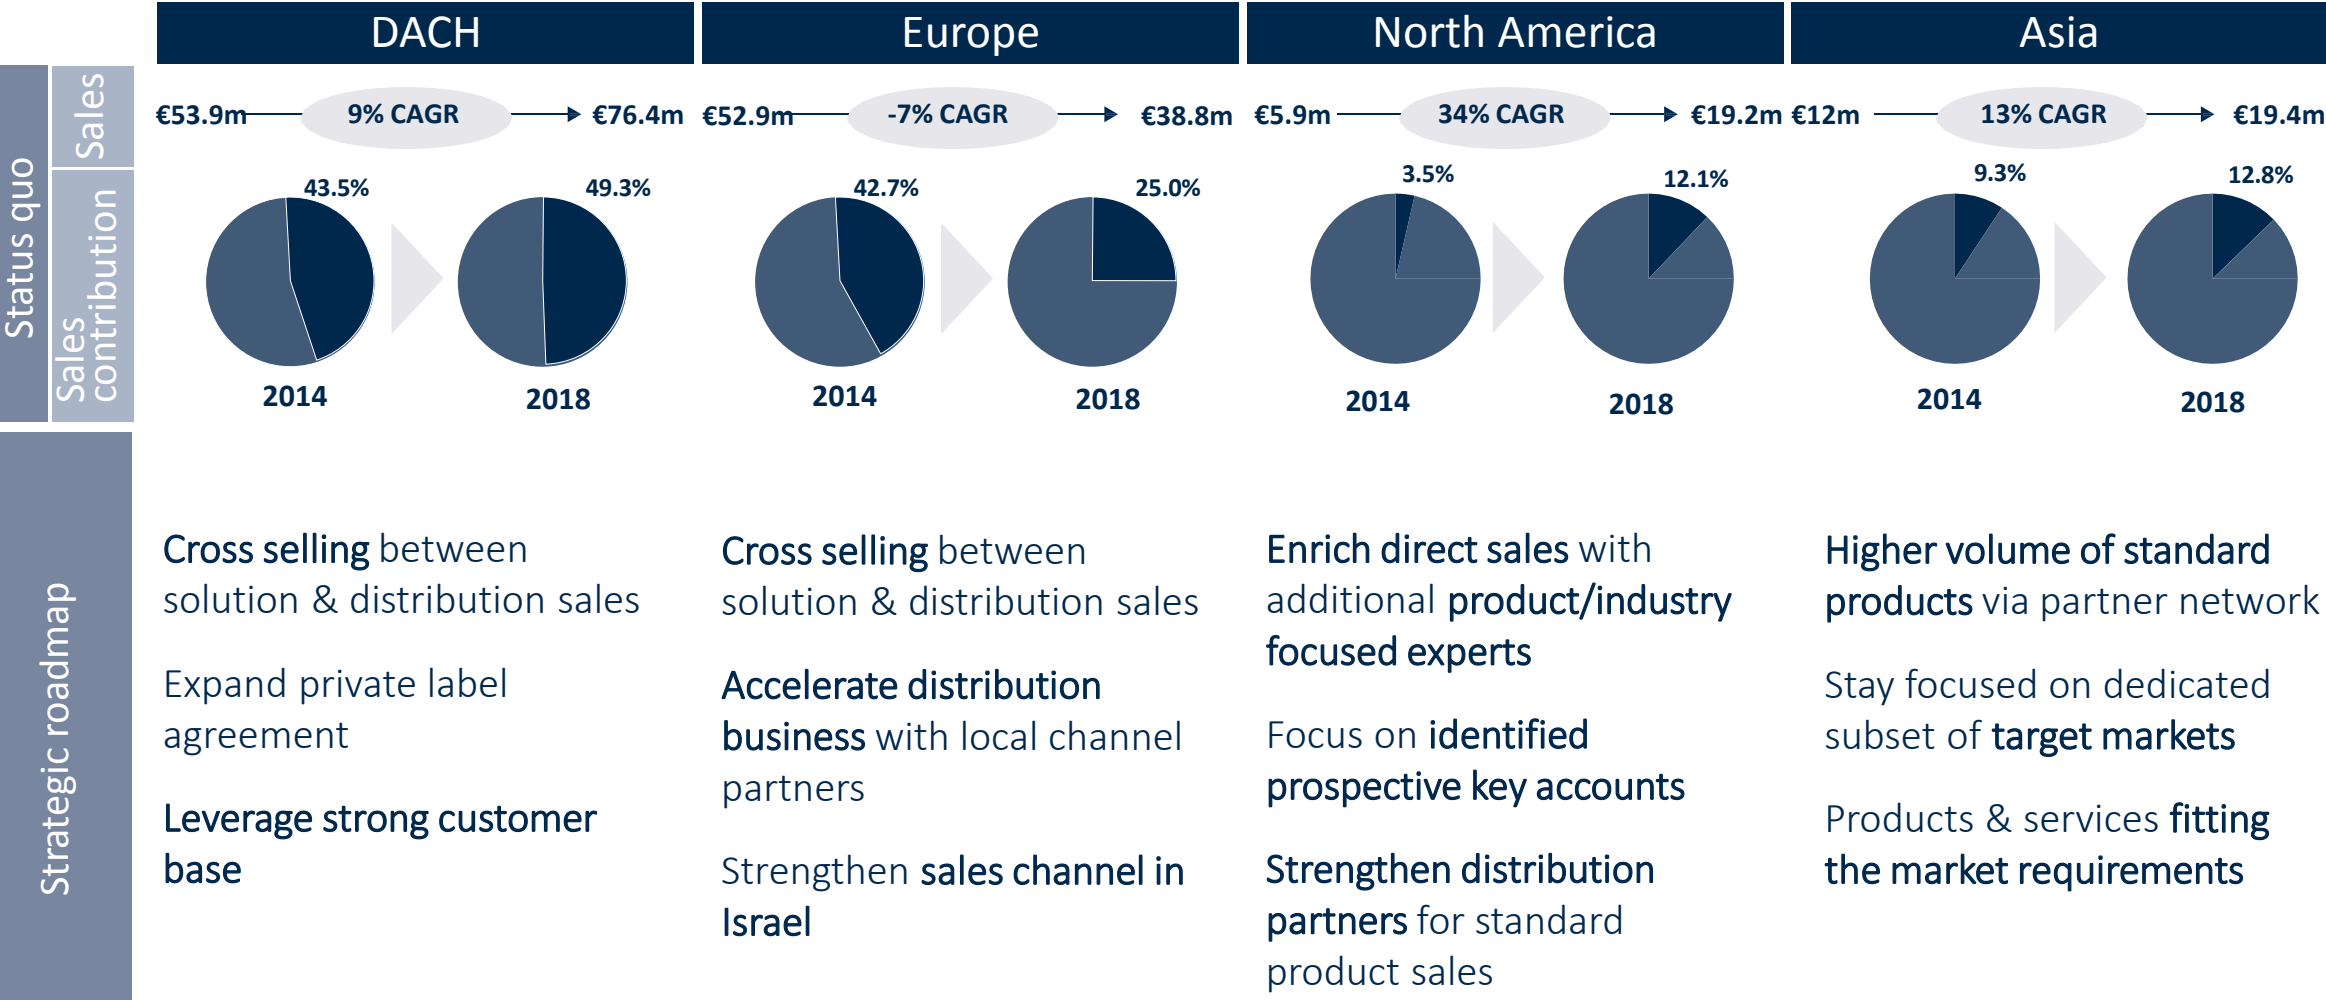 DACH
Europe
North America
Asia
Status quo
Sales
€53.9m
9% CAGR
€76.4m
€52.9m
-7% CAGR
€38.8m
€5.9m
34% CAGR
€19.2m
€12m
13% CAGR
€19.4m
Sales
contribution
43.5%
49.3%
42.7%
25.0%
3.5%
12.1%
9.3%
12.8%
2014
2018
2014
2018
2014
2018
2014
2018
Strategic roadmap
Cross selling between
solution & distribution sales
Expand private label
agreement
Leverage strong customer
base
Cross selling between
solution & distribution sales
Accelerate distribution
business with local channel
partners
Strengthen sales channel in
Israel
Enrich direct sales with
additional product/industry
focused experts
Focus on identified
prospective key accounts
Strengthen distribution
partners for standard
product sales
Higher volume of standard
products via partner network
Stay focused on dedicated
subset of target markets
Products & services fitting
the market requirements